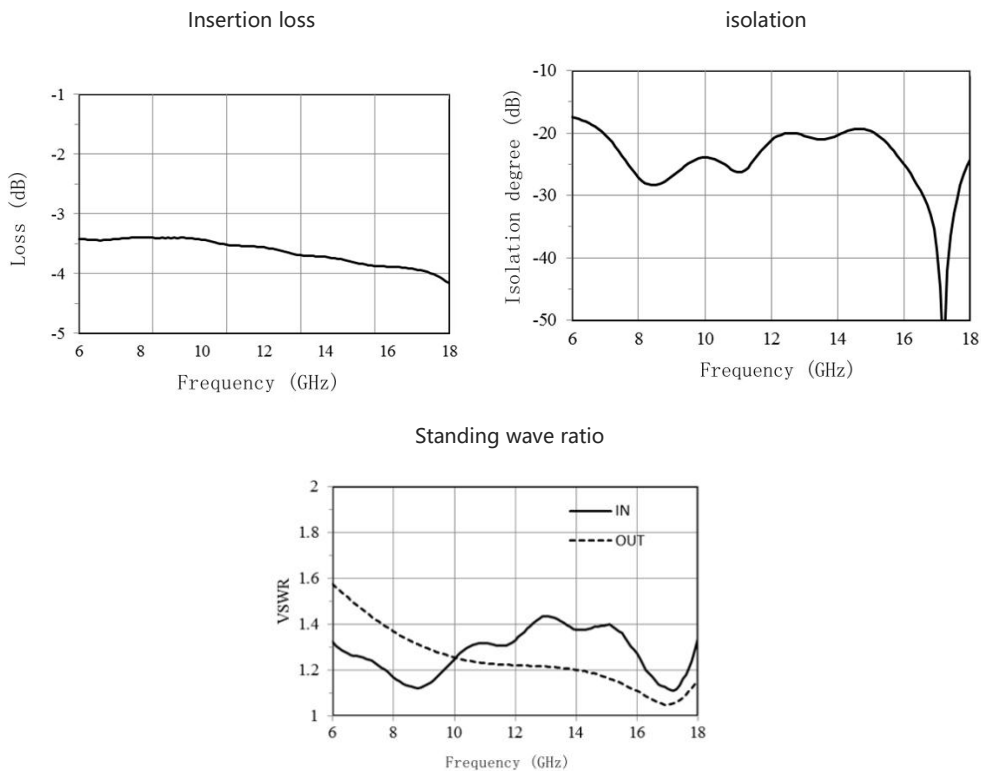 Insertion loss
isolation
-1
-2
-3
-4
-5
Loss (dB)
6 8 10 12 14 16 18
Frequency (GHz)
-10
-20
-30
-40
-50
Isolation degree (dB)
6 8 10 12 14 16 18
Frequency (GHz)
Standing wave ratio
2
1.8
1.6
1.4
1.2
1
VSWR
IN
OUT
6 8 10 12 14 16 18
Frequency (GHz)